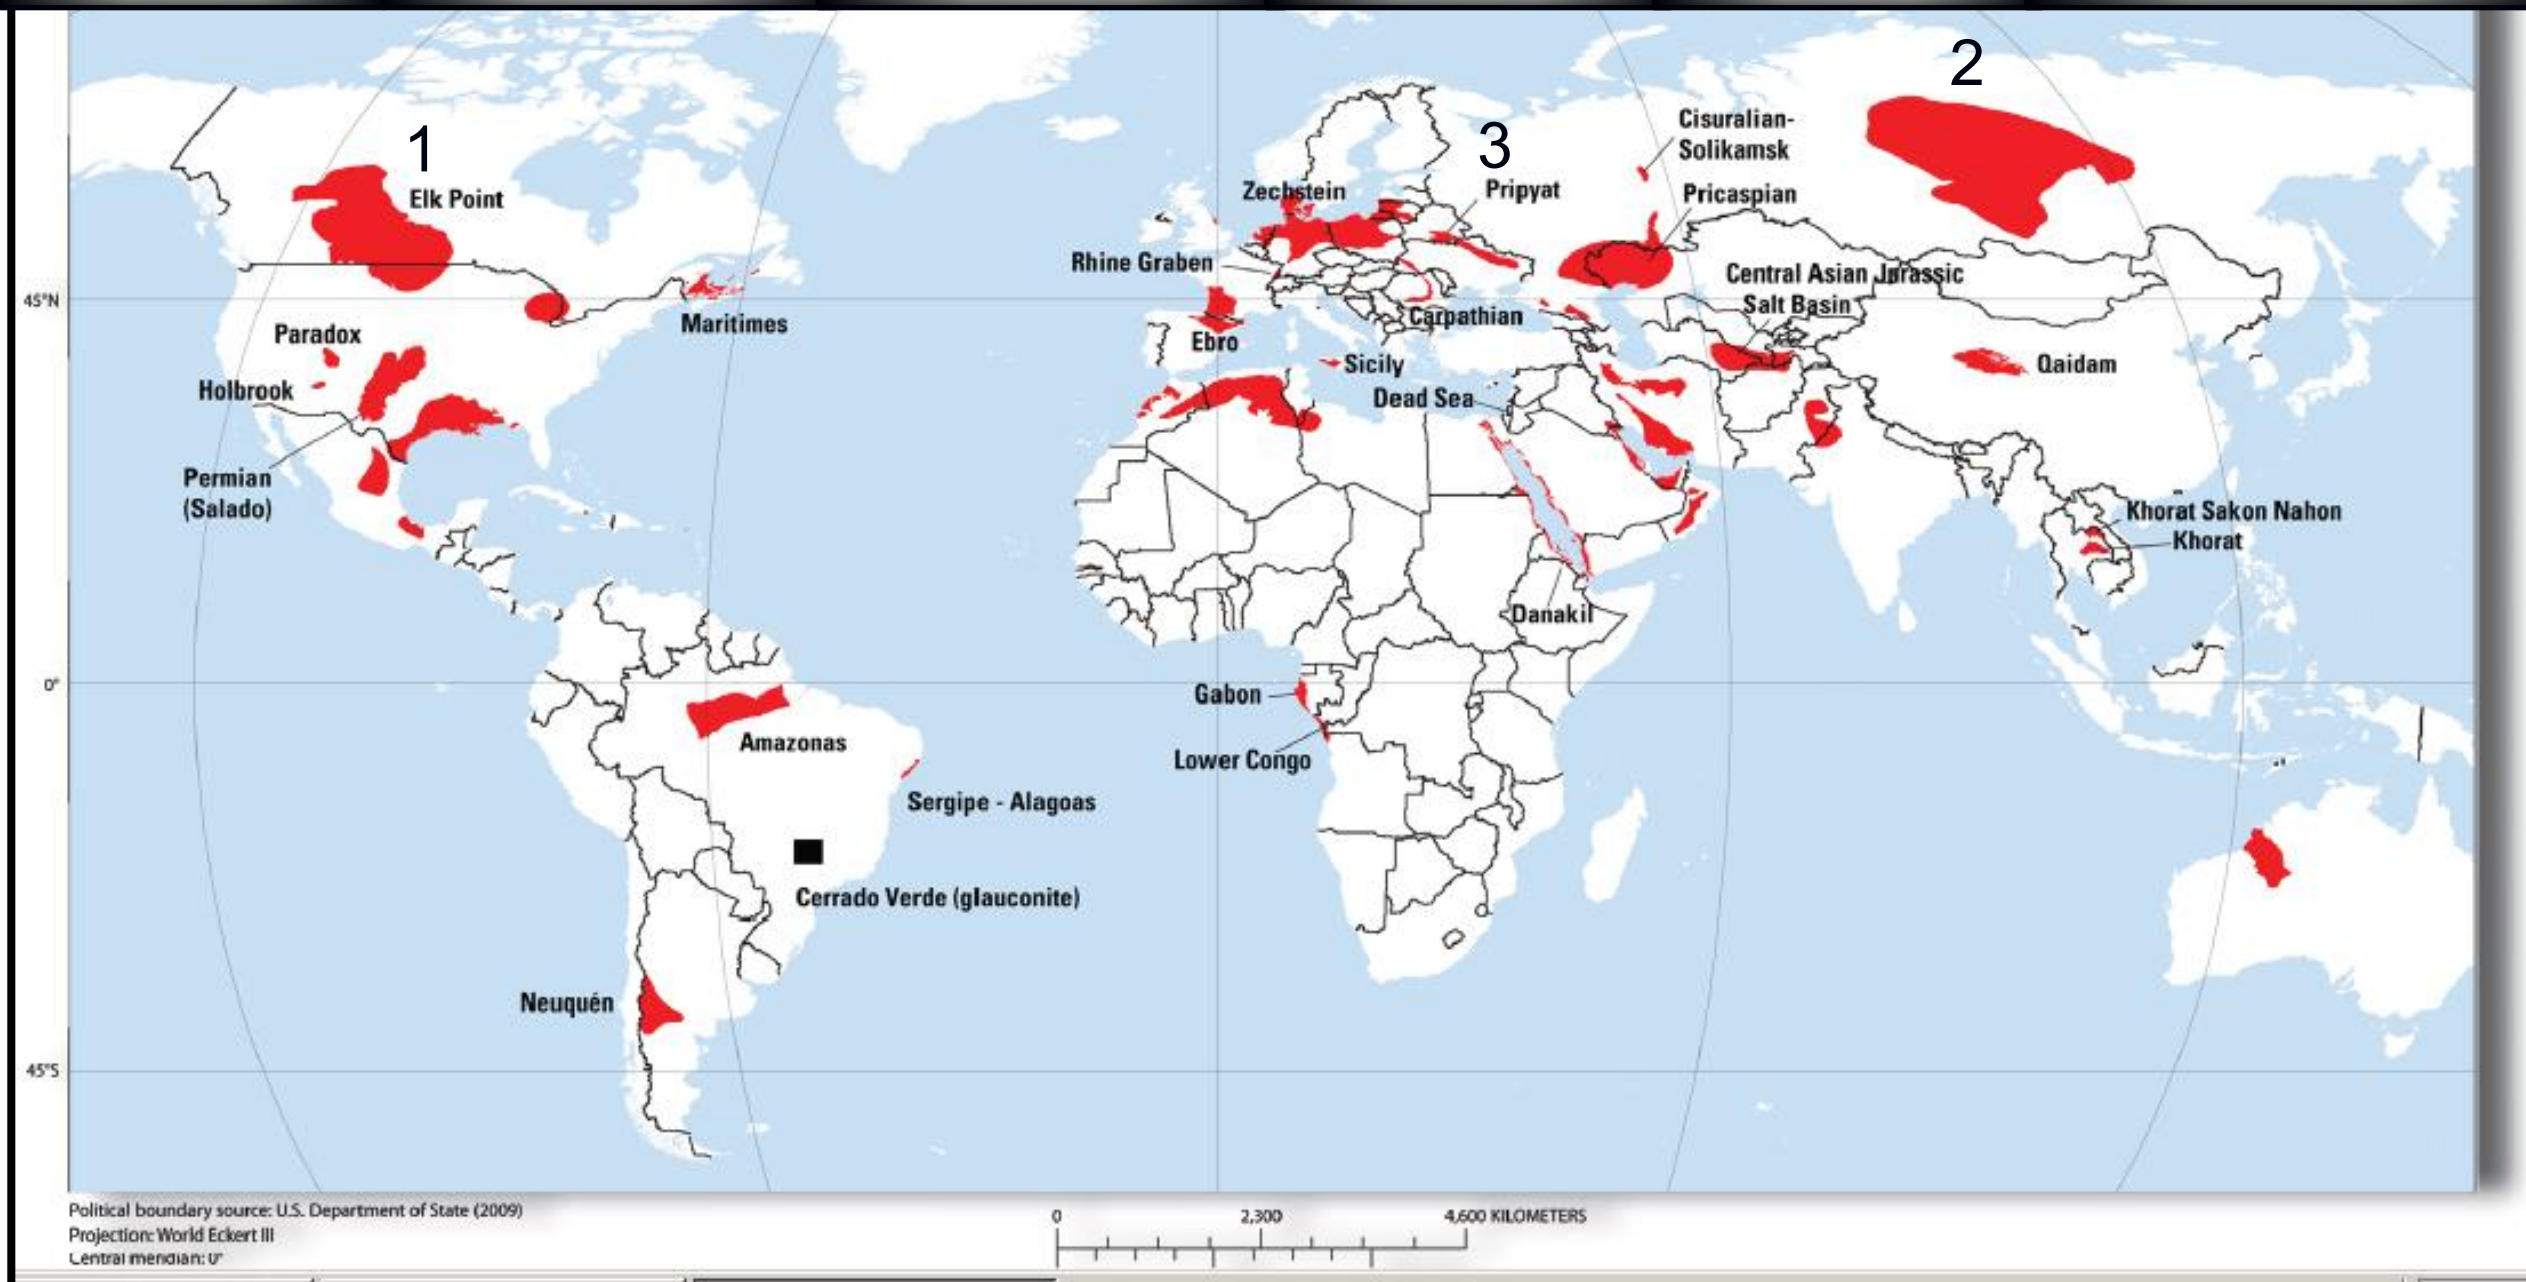 2
1
3
Cisuralian-
Solikamsk
Elk Point
Zechstein
Pripyat
Pricaspian
Rhine Graben
Central Asian Jurassic
Salt Basin
45°N
Maritimes
Carpathian
Paradox
Ebro
Sicily
Qaidam
Holbrook
Dead Sea
Permian
(Salado)
Khorat Sakon Nahon
Khorat
Danakil
0°
Gabon
Amazonas
Lower Congo
Sergipe - Alagoas
Cerrado Verde (glauconite)
Neuquén
45°S
Political boundary source: U.S. Department of State (2009)
Projection: World Eckert III
Central meridian: 0°
0 2,300 4,600 KILOMETERS